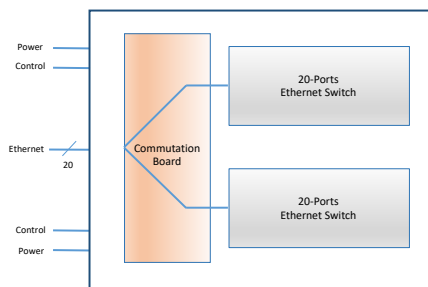 Power
Control
Ethernet
20
Control
Power
Commutation
Board
20-Ports
Ethernet Switch
20-Ports
Ethernet Switch